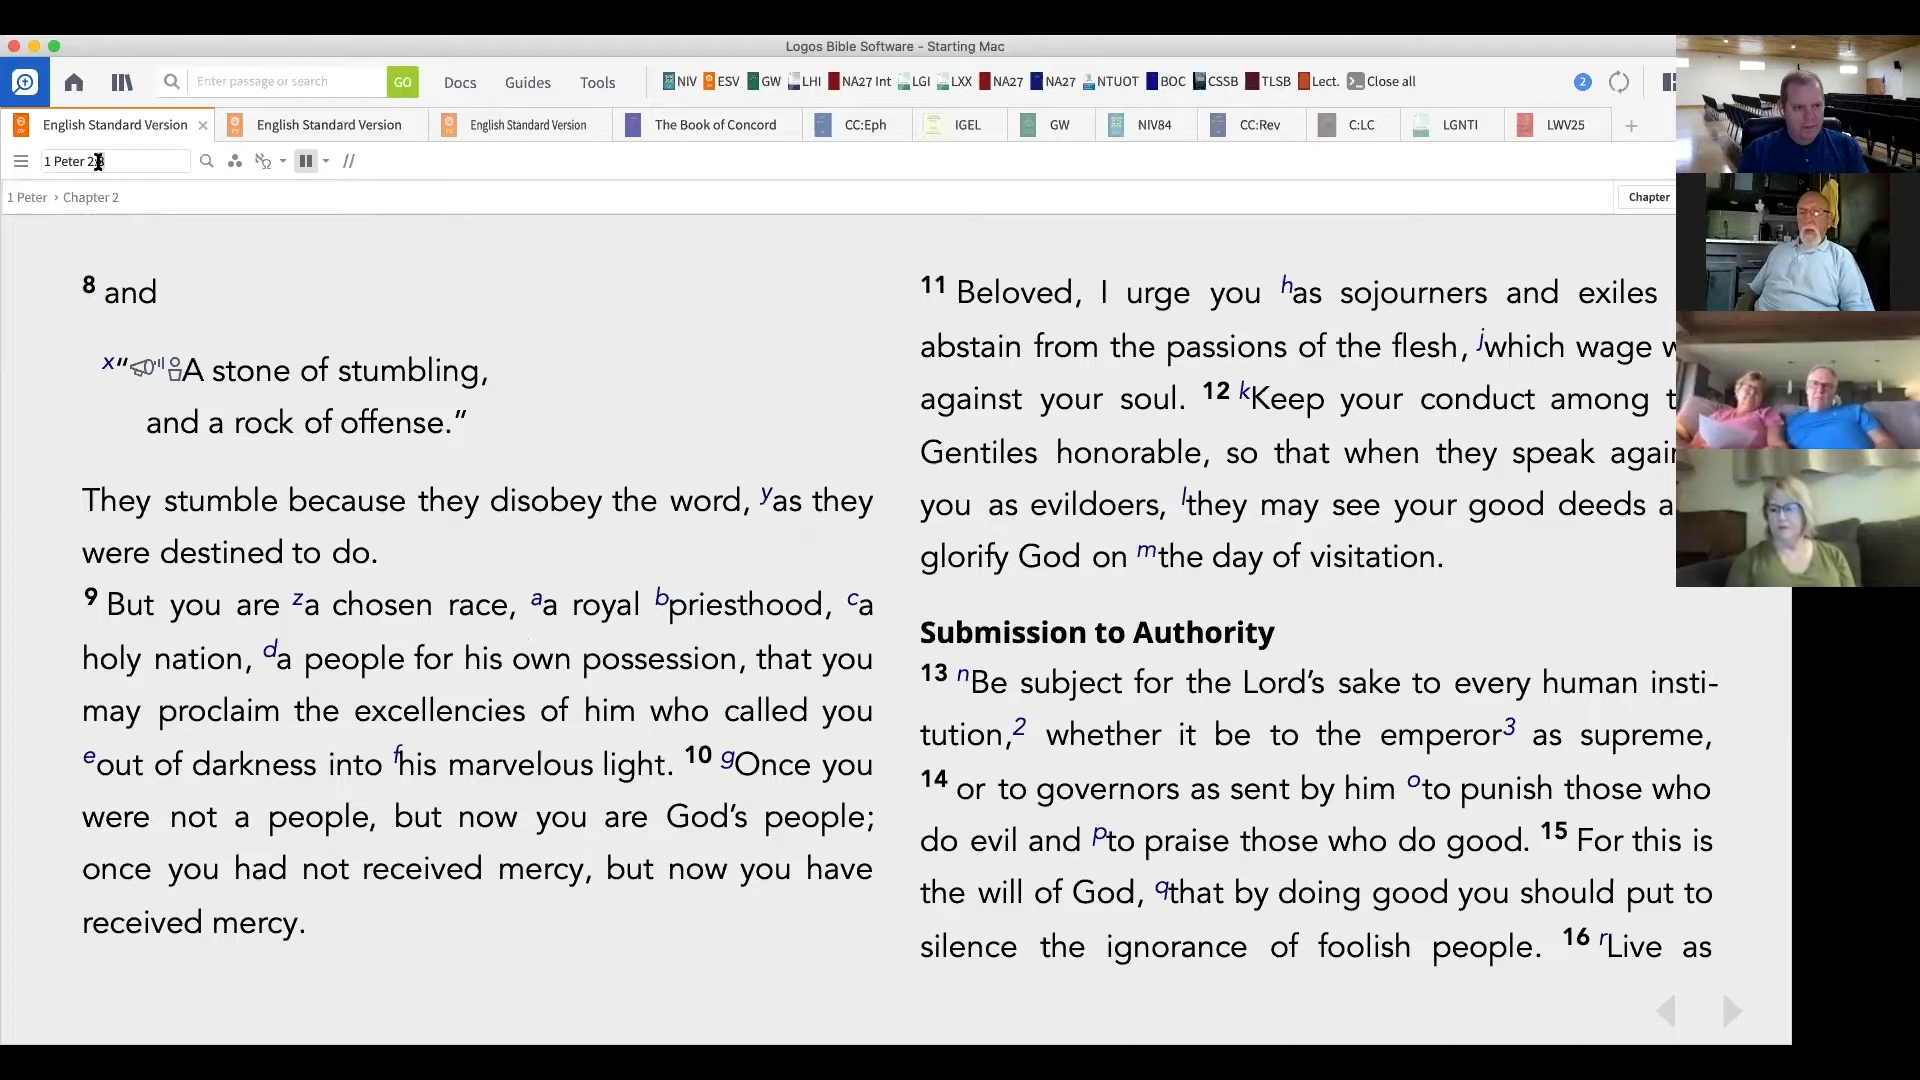 Logos Bible Software - Starting Mac
Enter passage or search GO Docs Guides Tools NIV ESV GW LHI NA27 Int LGI LXX NA27 NA27 NTUOT BOC CSSB TLSB Lect. Close all 2
English Standard Version English Standard Version English Standard Version The Book of Concord CC:Eph IGEL GW NIV84 CC:Rev C:LC LGNTI LWV25
1 Peter 2
1 Peter › Chapter 2 Chapter
8 and
x“A stone of stumbling,
and a rock of offense.”
They stumble because they disobey the word, yas they
were destined to do.
9 But you are za chosen race, aa royal bpriesthood, ca
holy nation, da people for his own possession, that you
may proclaim the excellencies of him who called you
eout of darkness into fhis marvelous light. 10 gOnce you
were not a people, but now you are God’s people;
once you had not received mercy, but now you have
received mercy.
11 Beloved, I urge you has sojourners and exiles
abstain from the passions of the flesh, jwhich wage w
against your soul. 12 kKeep your conduct among t
Gentiles honorable, so that when they speak again
you as evildoers, lthey may see your good deeds a
glorify God on mthe day of visitation.
Submission to Authority
13 nBe subject for the Lord’s sake to every human insti-
tution,2 whether it be to the emperor3 as supreme,
14 or to governors as sent by him oto punish those who
do evil and pto praise those who do good. 15 For this is
the will of God, qthat by doing good you should put to
silence the ignorance of foolish people. 16 rLive as